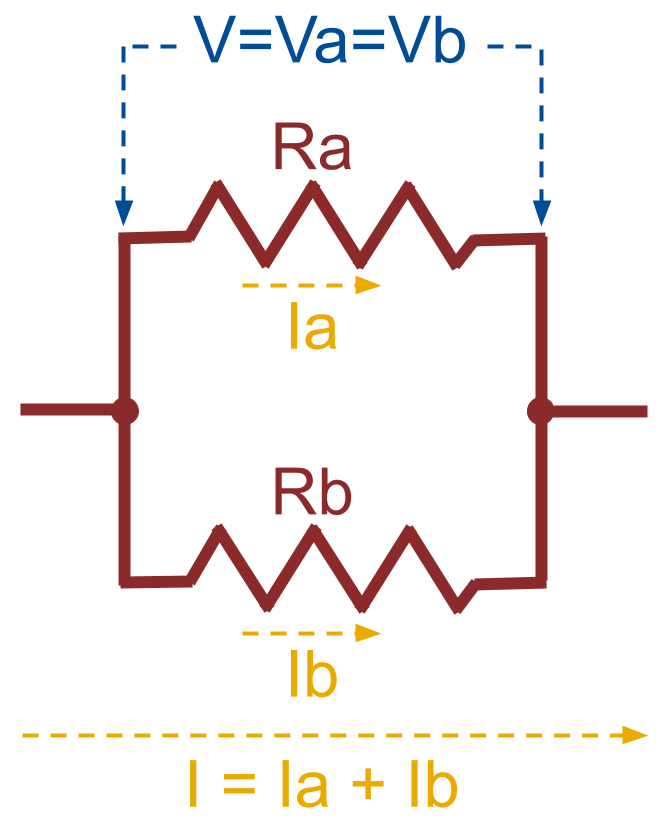 V=Va=Vb
Ra
Ia
Rb
Ib
I = Ia + Ib